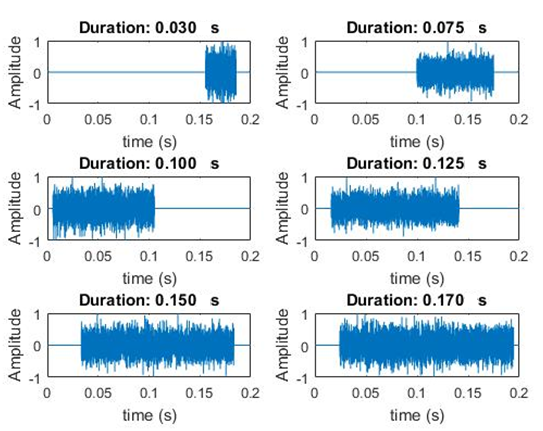 Duration: 0.030 s
Amplitude
1
0
-1
0 0.05 0.1 0.15 0.2
time (s)
Duration: 0.075 s
Amplitude
1
0
-1
0 0.05 0.1 0.15 0.2
time (s)
Duration: 0.100 s
Amplitude
1
0
-1
0 0.05 0.1 0.15 0.2
time (s)
Duration: 0.125 s
Amplitude
1
0
-1
0 0.05 0.1 0.15 0.2
time (s)
Duration: 0.150 s
Amplitude
1
0
-1
0 0.05 0.1 0.15 0.2
time (s)
Duration: 0.170 s
Amplitude
1
0
-1
0 0.05 0.1 0.15 0.2
time (s)